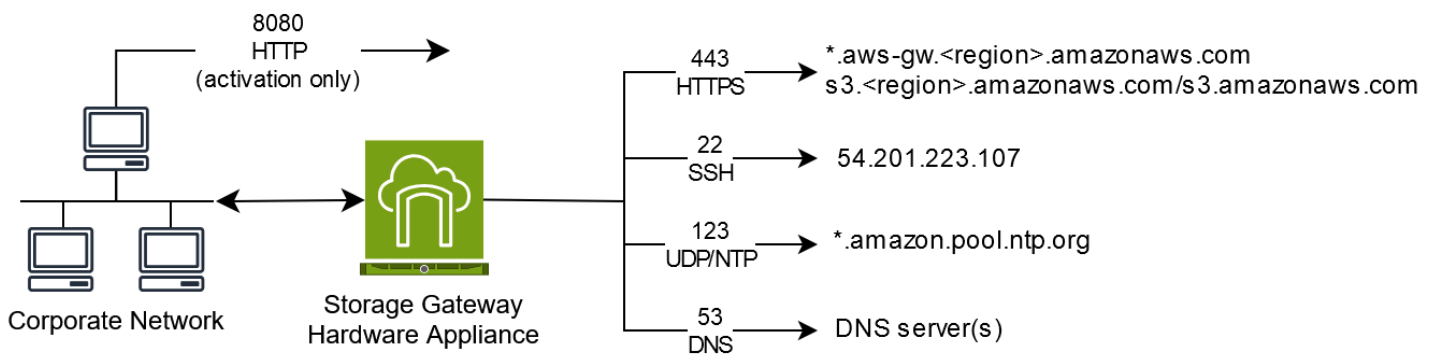 8080
HTTP
(activation only)
443
HTTPS
*.aws-gw.<region>.amazonaws.com
s3.<region>.amazonaws.com/s3.amazonaws.com
22
SSH
54.201.223.107
123
UDP/NTP
*.amazon.pool.ntp.org
53
DNS
DNS server(s)
Corporate Network
Storage Gateway
Hardware Appliance